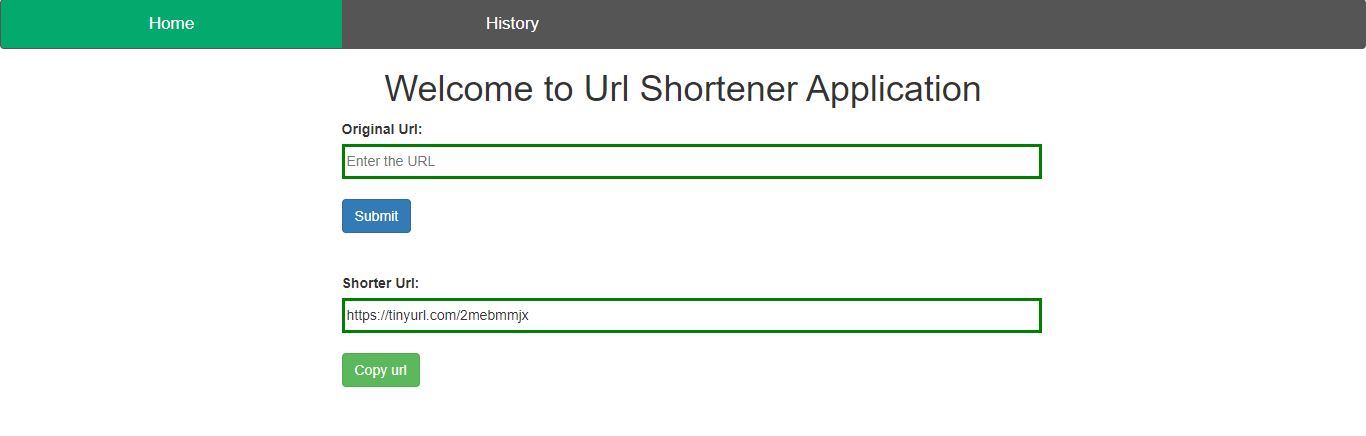 Home History
Welcome to Url Shortener Application
Original Url:
Enter the URL
Submit
Shorter Url:
https://tinyurl.com/2mebmmjx
Copy url